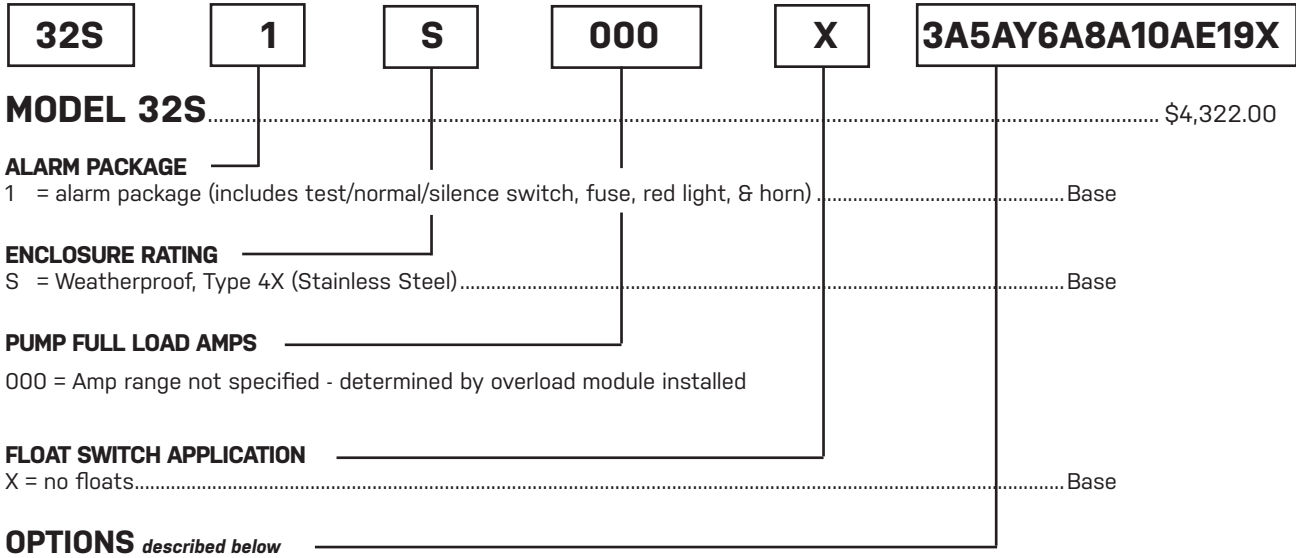 32S 1 S 000 X 3A5AY6A8A10AE19X
MODEL 32S........................................ $4,322.00
ALARM PACKAGE
1 = alarm package (includes test/normal/silence switch, fuse, red light, & horn)........................................Base
ENCLOSURE RATING
S = Weatherproof, Type 4X (Stainless Steel)........................................Base
PUMP FULL LOAD AMPS
000 = Amp range not specified - determined by overload module installed
FLOAT SWITCH APPLICATION
X = no floats........................................Base
OPTIONS described below